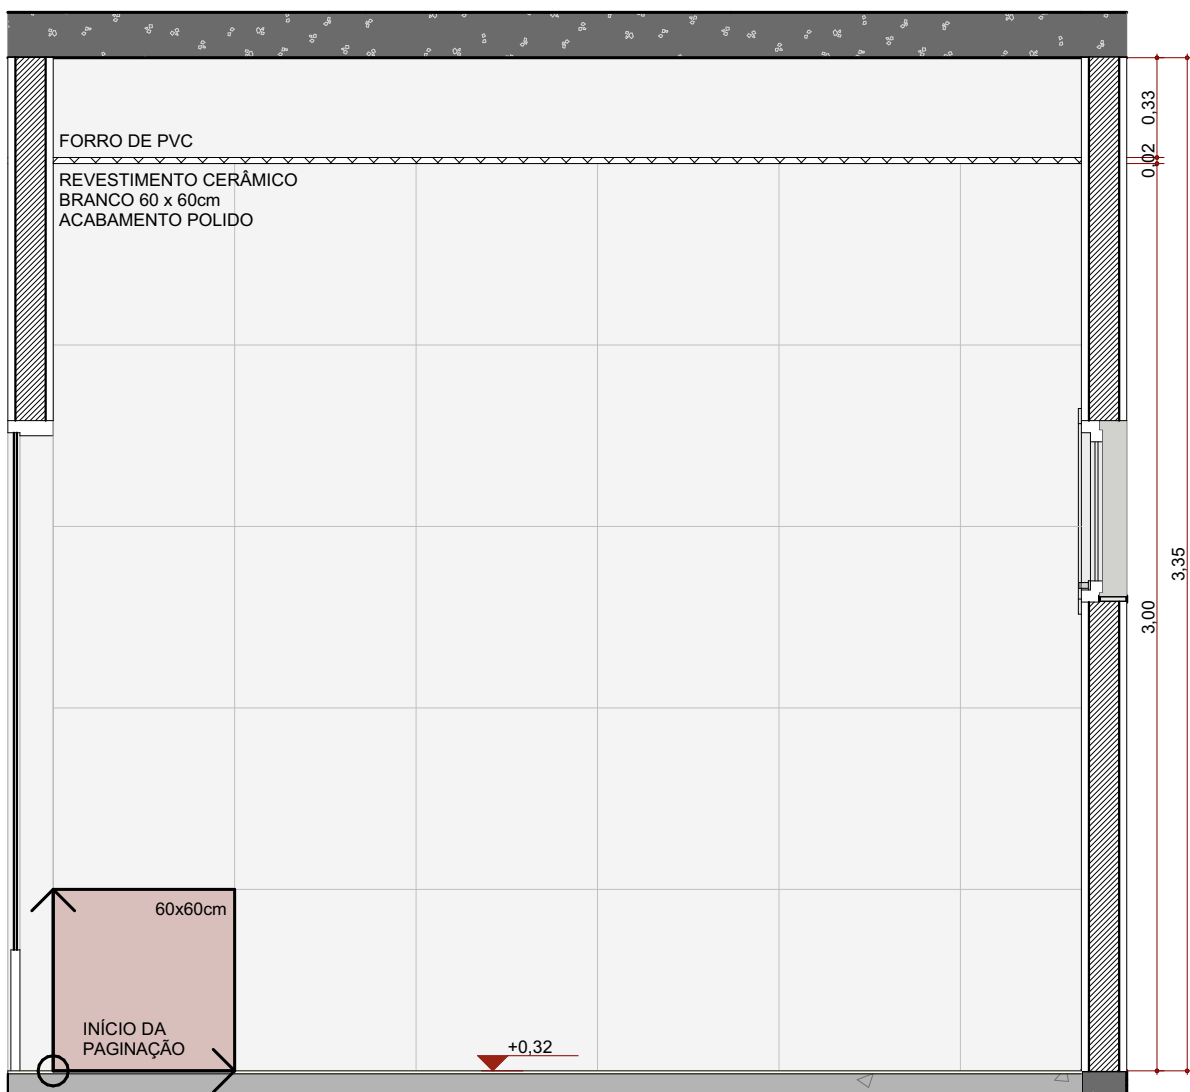 0,33
FORRO DE PVC
0,02
REVESTIMENTO CERÂMICO
BRANCO 60 x 60cm
ACABAMENTO POLIDO
3,35
3,00
60x60cm
INÍCIO DA
PAGINAÇÃO
+0,32